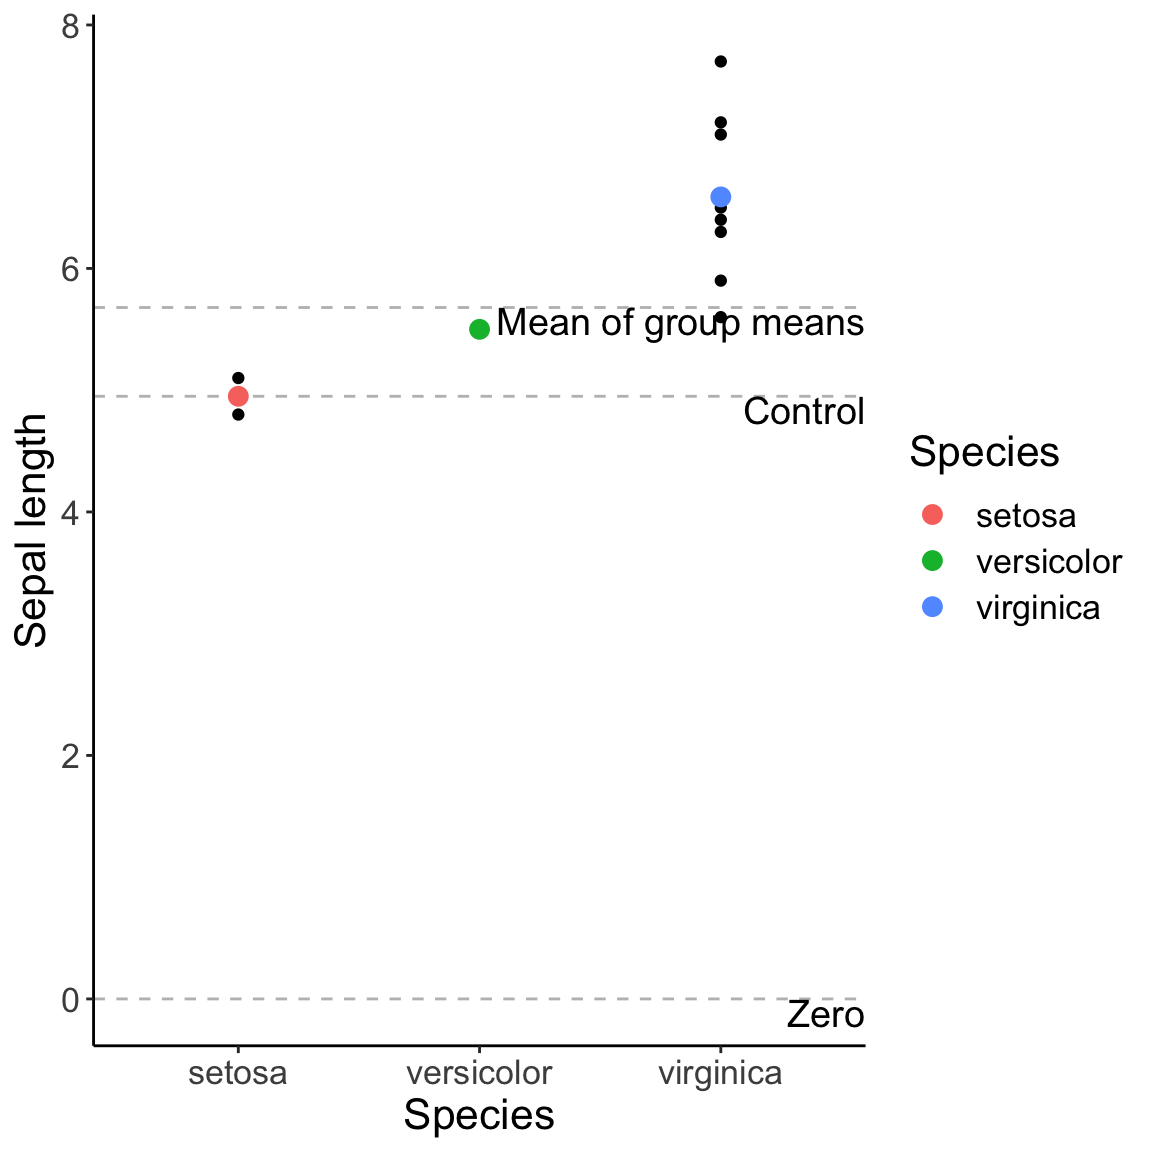 8
6
4
2
0
Sepal length
Mean of group means
Control
Zero
setosa
versicolor
virginica
Species
Species
setosa
versicolor
virginica